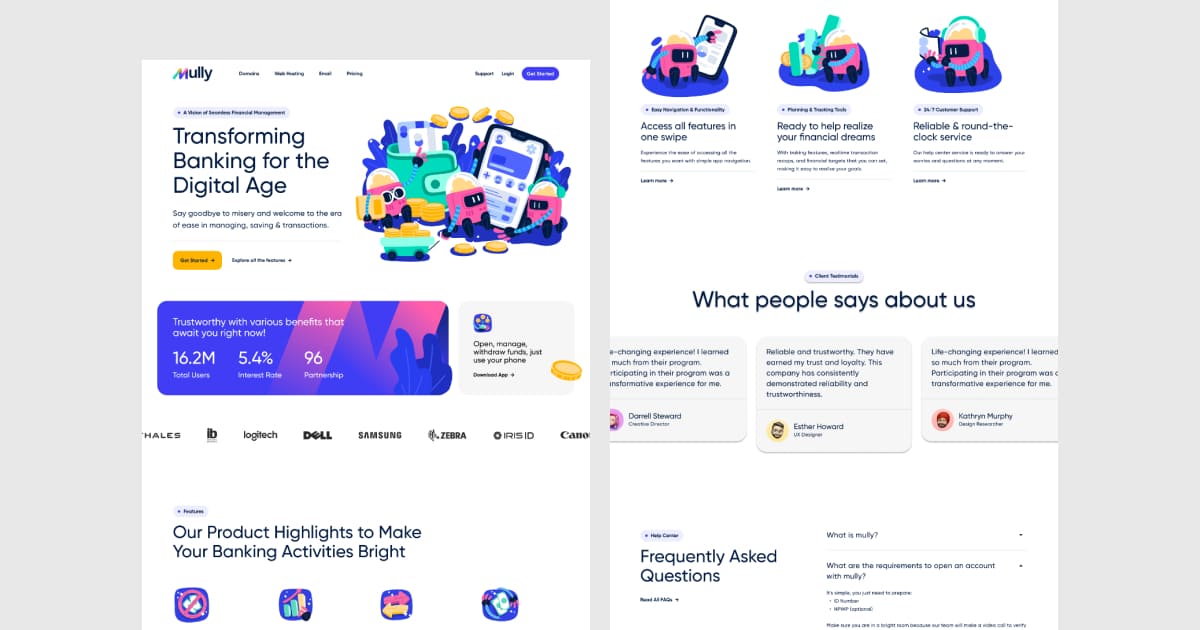 Mully
Domains Web Hosting Email Pricing
Support Login Get Started
A Vision of Seamless Financial Management
Transforming
Banking for the
Digital Age
Say goodbye to misery and welcome to the era
of ease in managing, saving & transactions.
Get Started →
Explore all the features →
Trustworthy with various benefits that
await you right now!
16.2M 5.4% 96
Total Users Interest Rate Partnership
Open, manage,
withdraw funds, just
use your phone
Download App →
THALES ib logitech DELL SAMSUNG ZEBRA IRIS ID Canon
Features
Our Product Highlights to Make
Your Banking Activities Bright
Easy Navigation & Functionality
Access all features in
one swipe
Experience the ease of accessing all the
features you want with simple app navigation.
Learn more →
Planning & Tracking Tools
Ready to help realize
your financial dreams
With tracking features, realtime transaction
recaps, and financial targets that you can set,
making it easy to realize your goals.
Learn more →
24/7 Customer Support
Reliable & round-the-
clock service
Our help center service is ready to answer your
worries and questions at any moment.
Learn more →
Client Testimonials
What people says about us
e-changing experience! I learned
much from their program.
rticipating in their program was a
nsformative experience for me.
Darrell Steward
Creative Director
Reliable and trustworthy. They have
earned my trust and loyalty. This
company has consistently
demonstrated reliability and
trustworthiness.
Esther Howard
UX Designer
Life-changing experience! I learned
so much from their program.
Participating in their program was a
transformative experience for me.
Kathryn Murphy
Design Researcher
Help Center
Frequently Asked
Questions
Read All FAQs →
What is mully?
What are the requirements to open an account
with mully?
It's simple, you just need to prepare:
• ID Number
• NPWP (optional)
Make sure you are in a bright room because our team will make a video call to verify